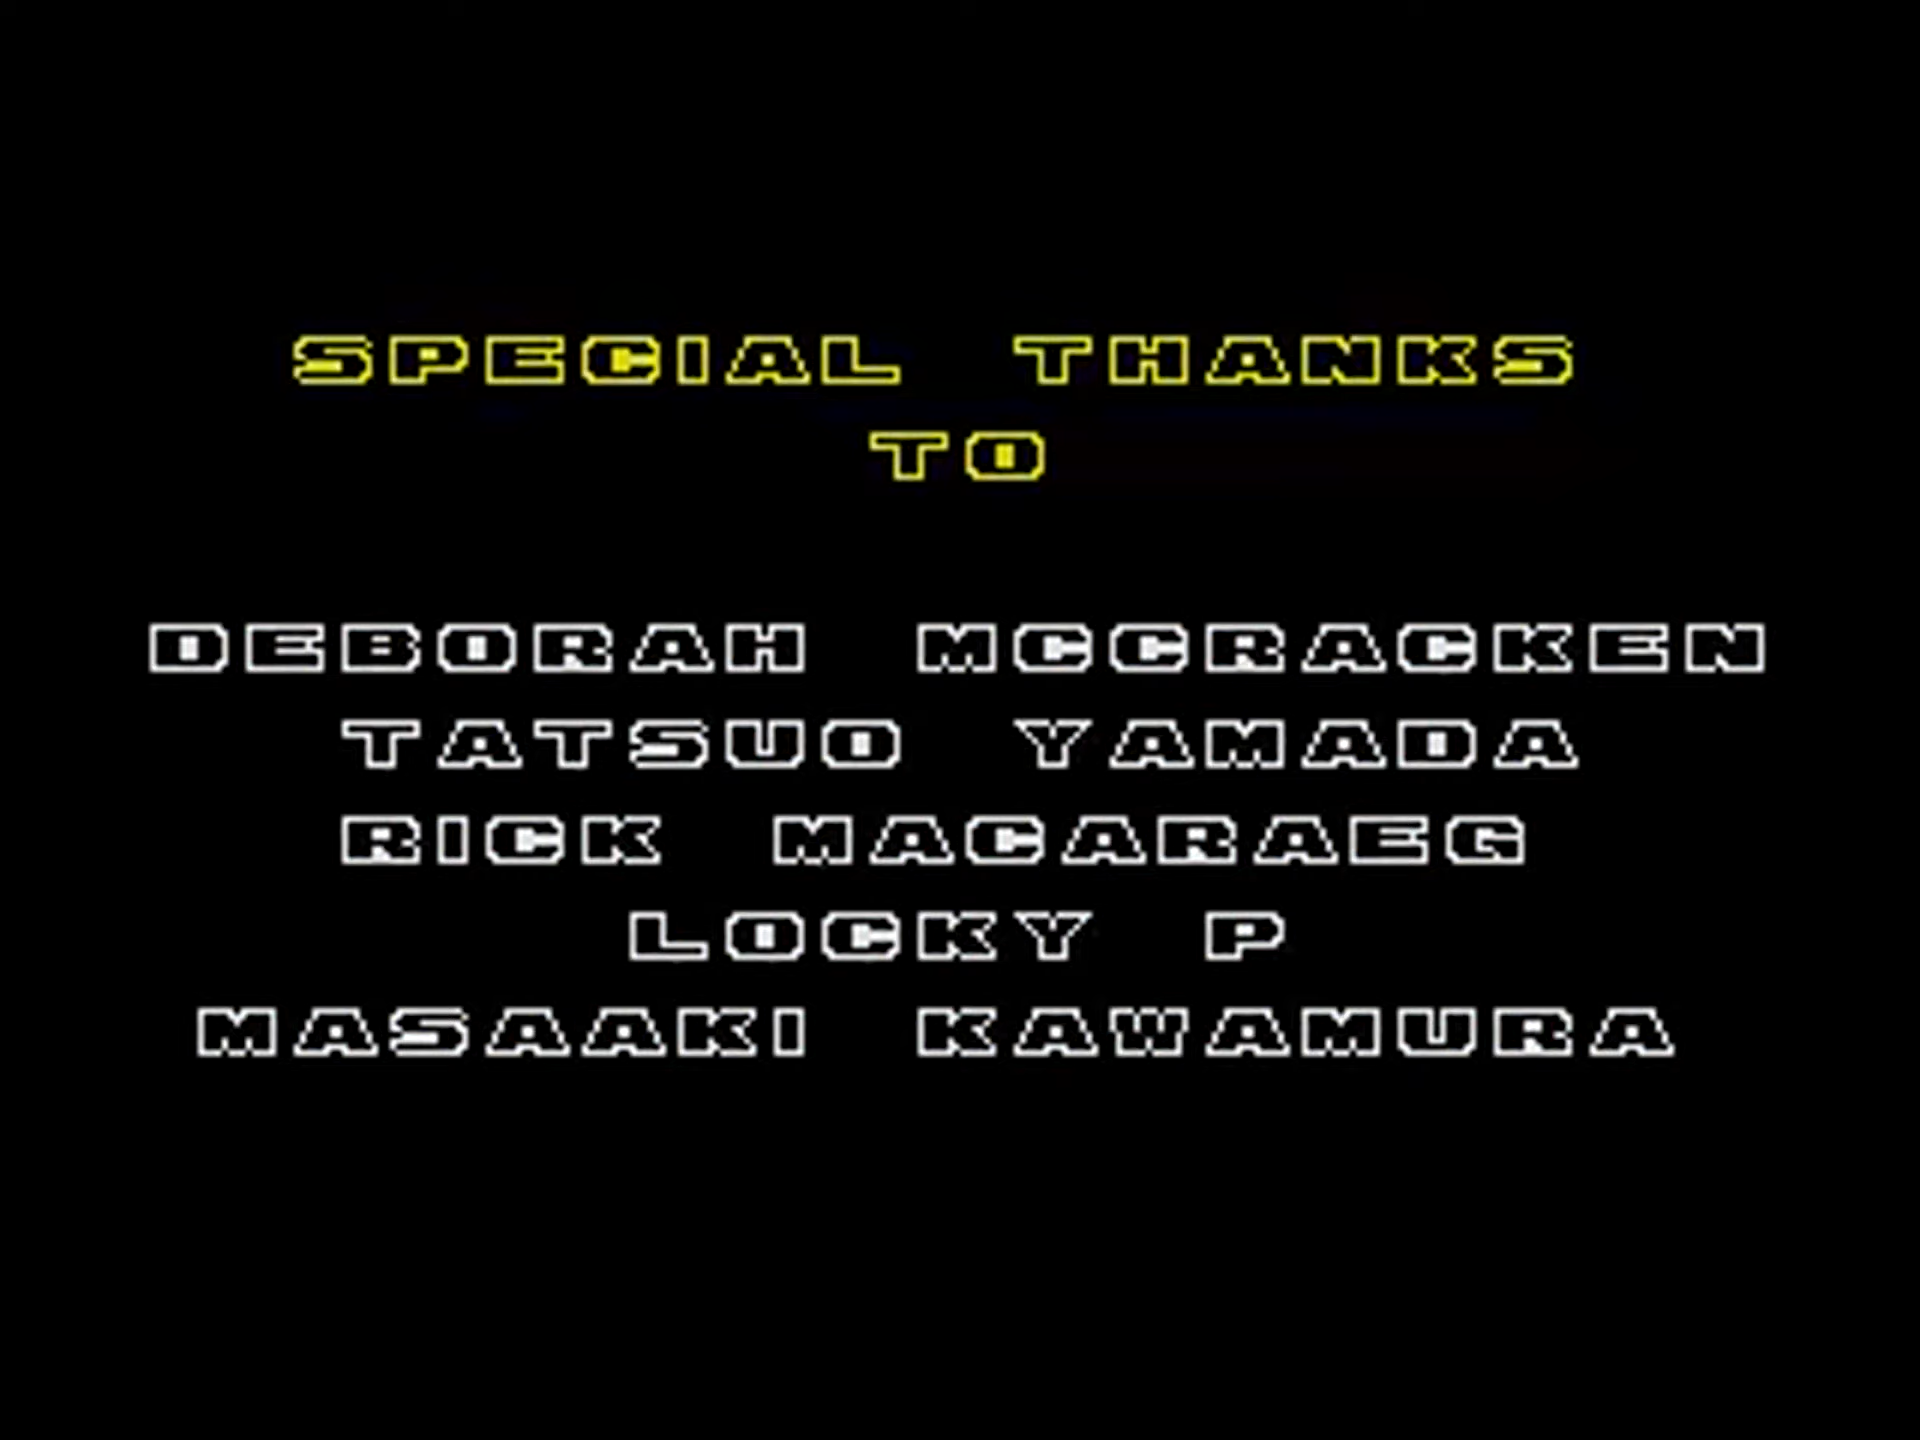 SPECIAL THANKS
TO
DEBORAH MCCRACKEN
TATSUO YAMADA
RICK MACARAEG
LOCKY P
MASAAKI KAWAMURA